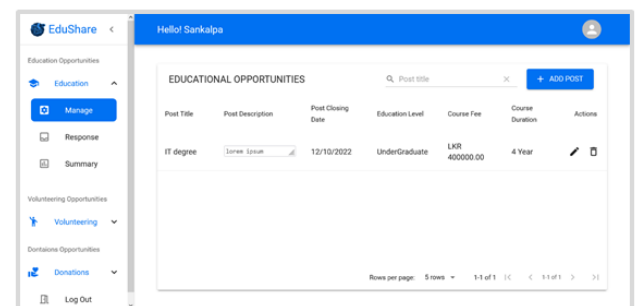 EduShare <
Hello! Sankalpa
Education Opportunities
Education
Manage
Response
Summary
Volunteering Opportunities
Volunteering
Dontaions Opportunities
Donations
Log Out
EDUCATIONAL OPPORTUNITIES
Post title ×
+ ADD POST
Post Title Post Description Post Closing Date Education Level Course Fee Course Duration Actions
IT degree lorem ipsum 12/10/2022 UnderGraduate LKR 400000.00 4 Year
Rows per page: 5 rows 1-1 of 1 |< < 1-1 of 1 > >|